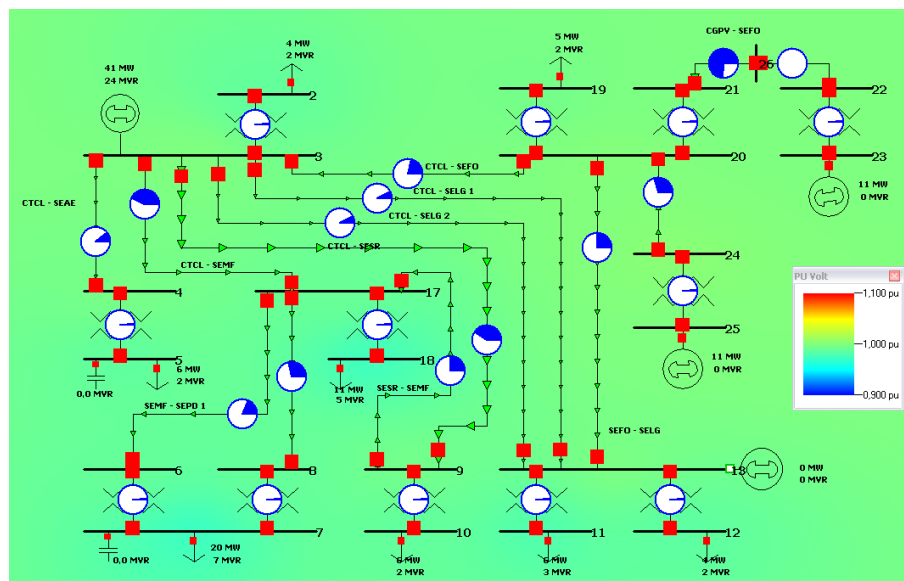 CGPV - SEFO
4 MW
2 MVR
5 MW
2 MVR
41 MW
24 MVR
26
2
19
21
22
3
20
23
CTCL - SEFO
CTCL - SELG 1
11 MW
0 MVR
CTCL - SEAE
CTCL - SELG 2
CTCL - SESR
24
CTCL - SEMF
PU Volt
4
17
1,100 pu
25
1,000 pu
5
18
6 MW
2 MVR
11 MW
0 MVR
0,0 MVR
11 MW
5 MVR
SESR - SEMF
0,900 pu
SEMF - SEPD 1
SEFO - SELG
6
8
9
13
0 MW
0 MVR
7
10
11
12
20 MW
7 MVR
0,0 MVR
6 MW
2 MVR
6 MW
3 MVR
4 MW
2 MVR